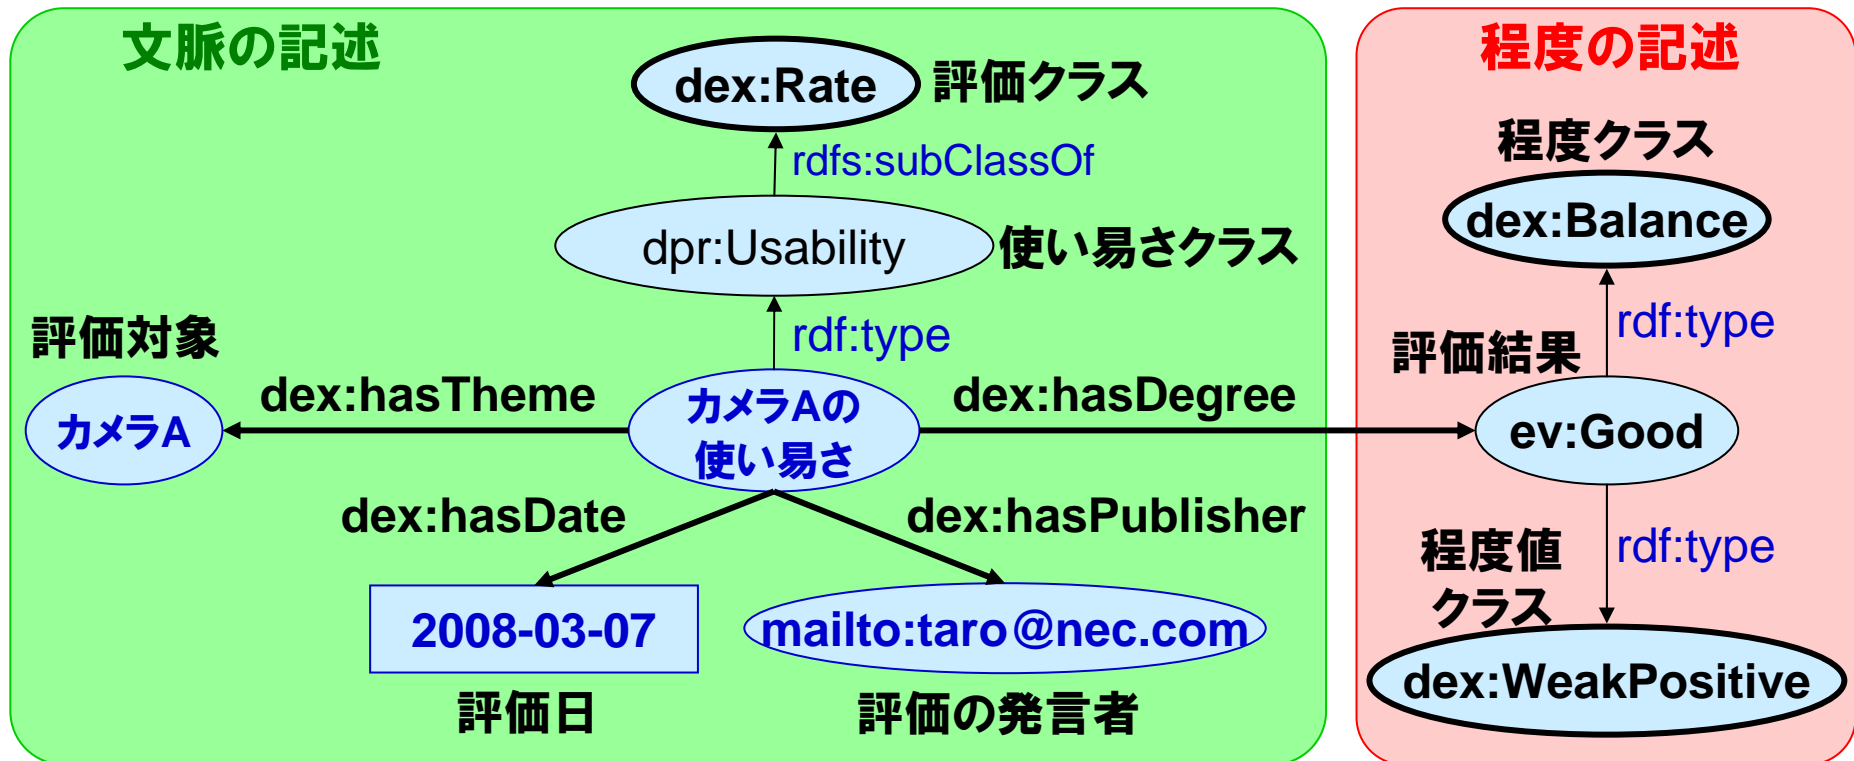 文脈の記述
dex:Rate
評価クラス
rdfs:subClassOf
dpr:Usability
使い易さクラス
rdf:type
評価対象
カメラA
dex:hasTheme
カメラAの
使い易さ
dex:hasDegree
dex:hasDate
dex:hasPublisher
2008-03-07
mailto:taro@nec.com
評価日
評価の発言者
程度の記述
程度クラス
dex:Balance
rdf:type
評価結果
ev:Good
程度値
クラス
rdf:type
dex:WeakPositive